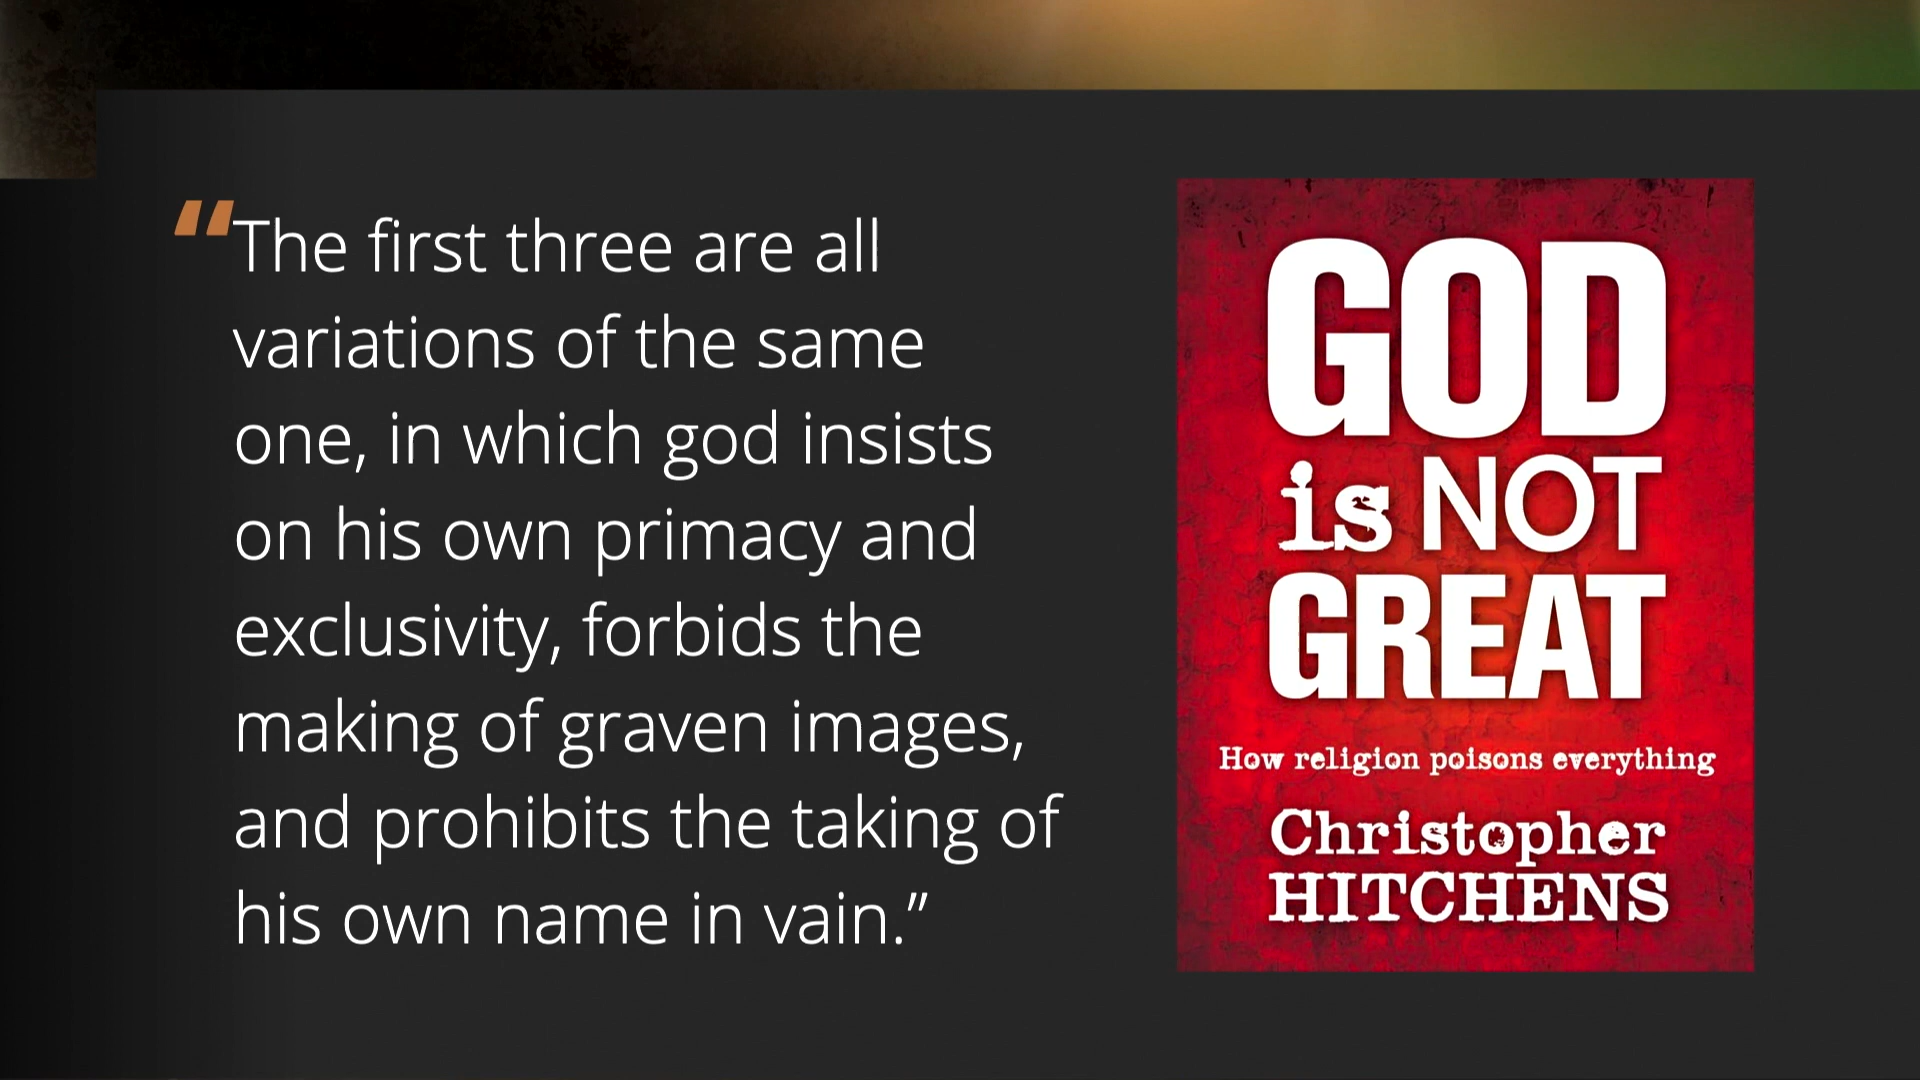 “The first three are all
variations of the same
one, in which god insists
on his own primacy and
exclusivity, forbids the
making of graven images,
and prohibits the taking of
his own name in vain.”
GOD
is NOT
GREAT
How religion poisons everything
Christopher
HITCHENS